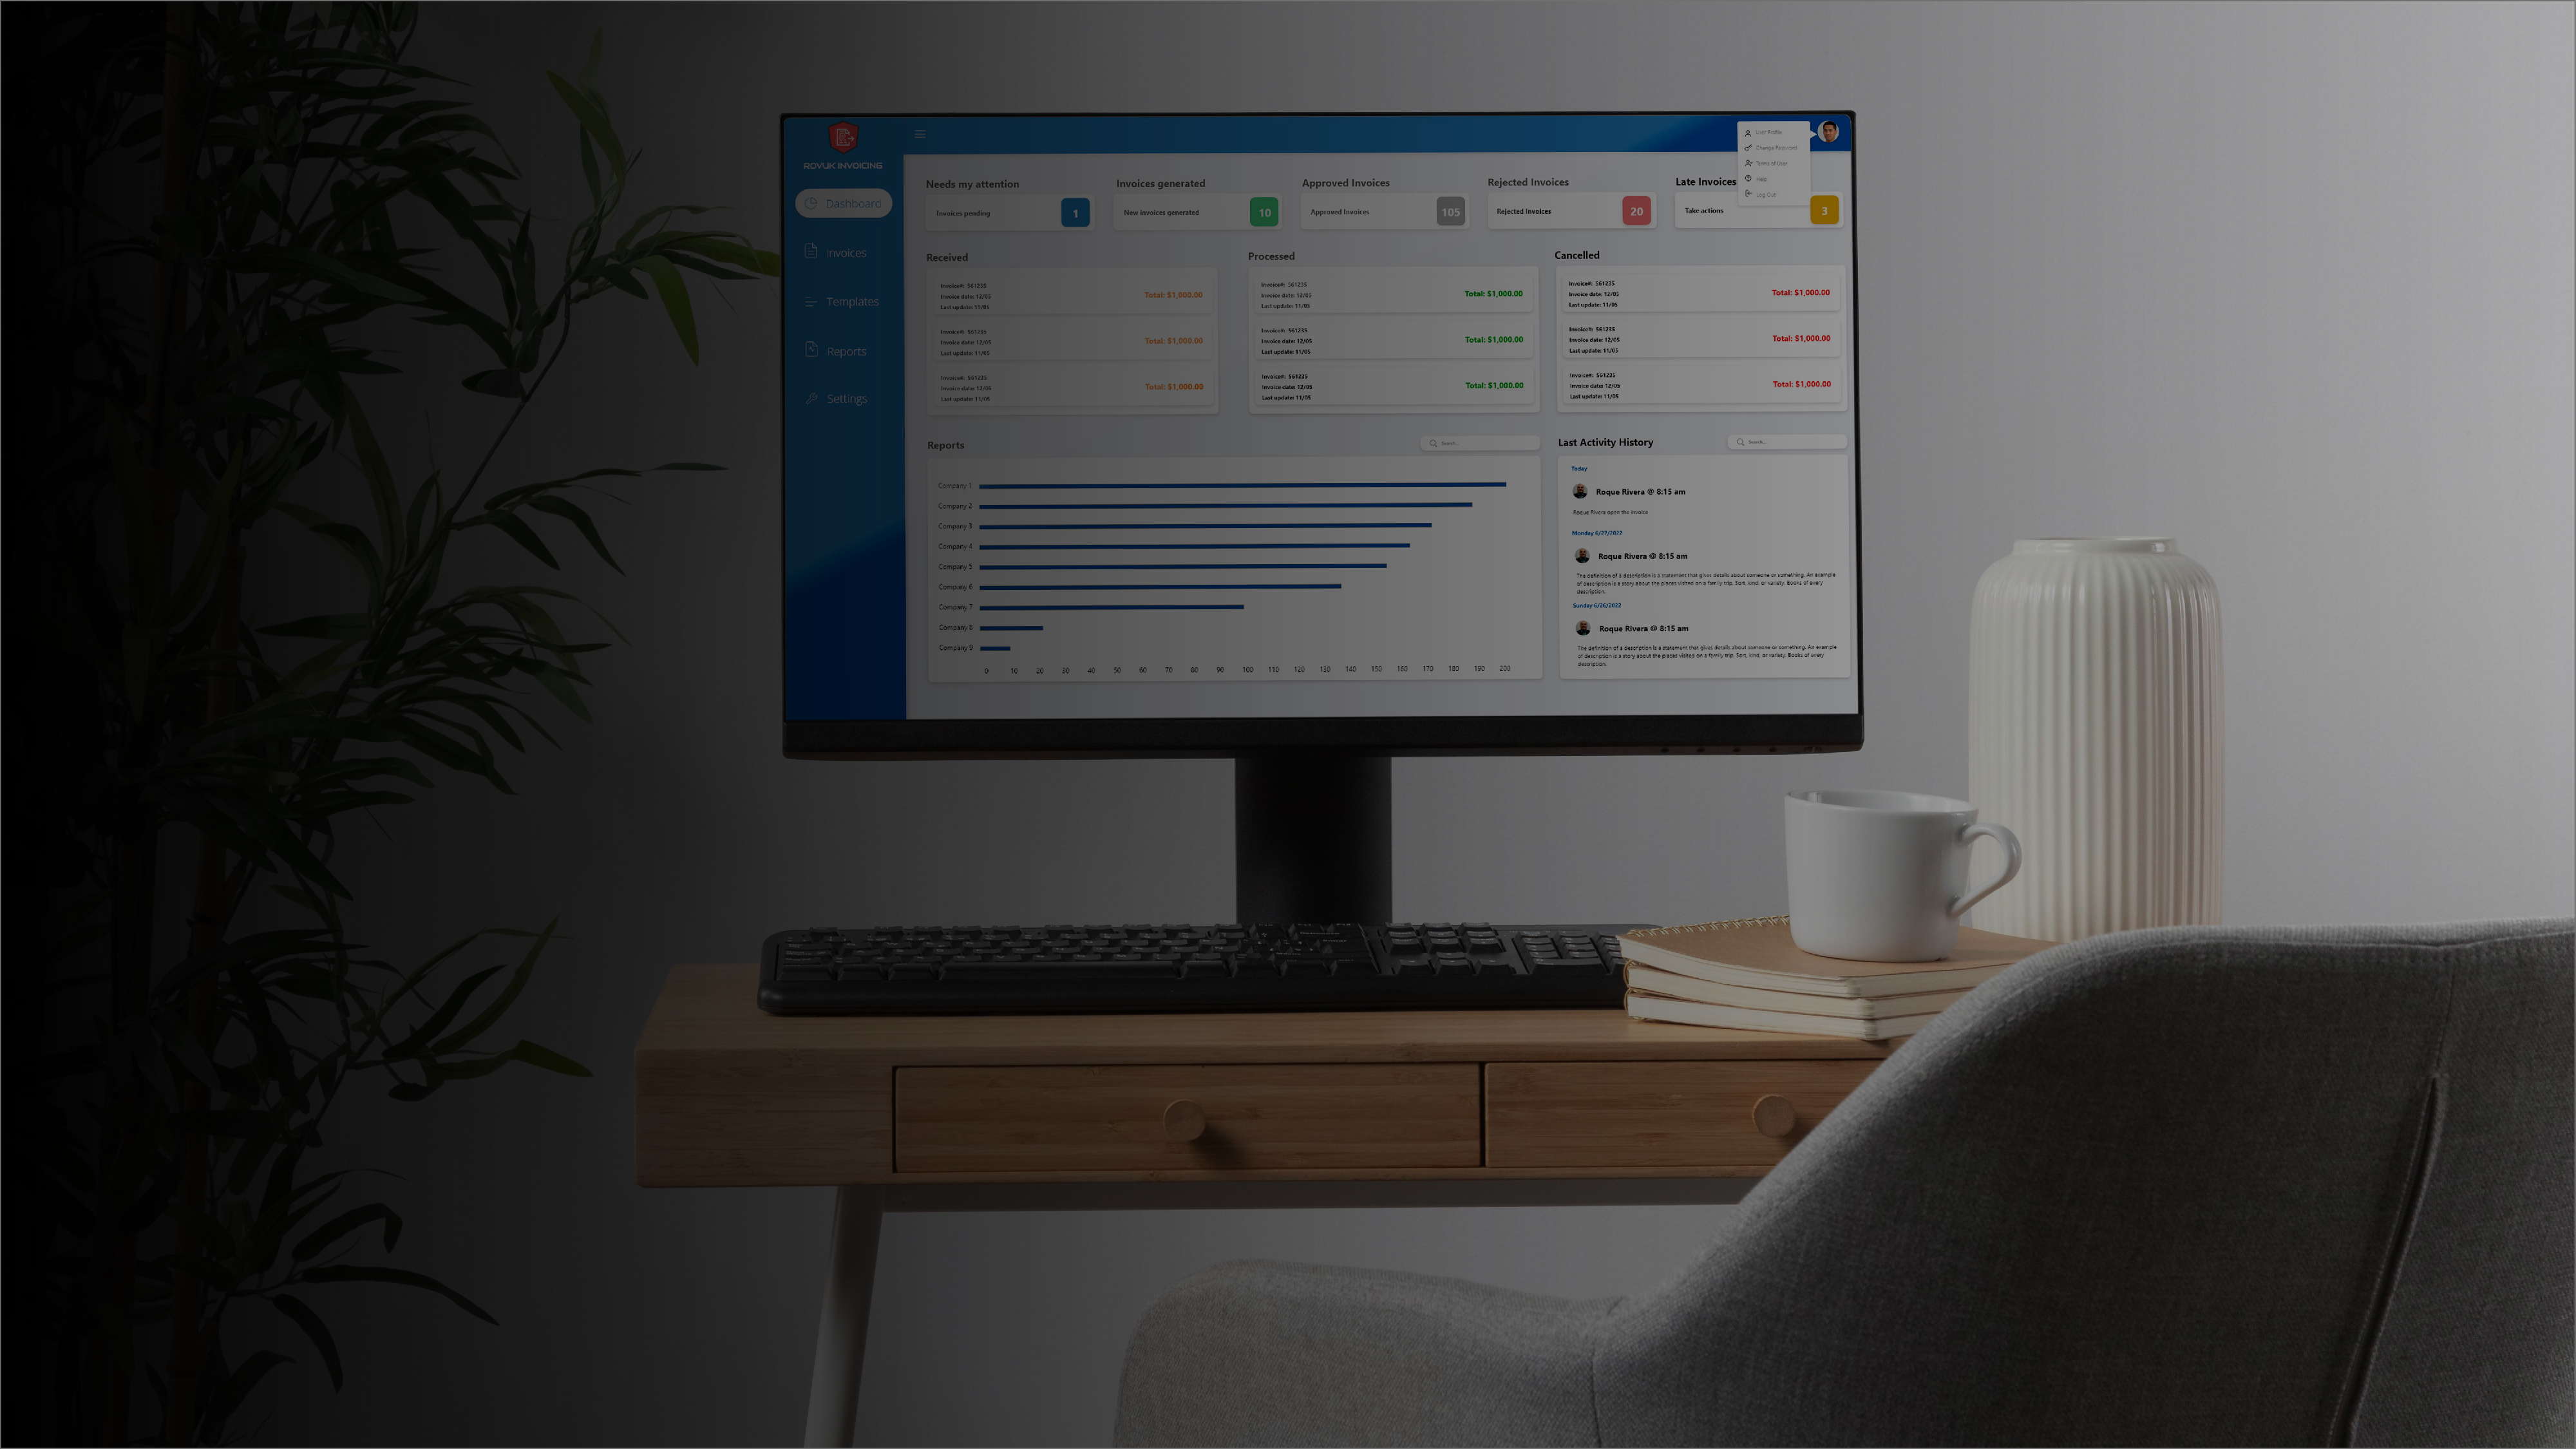 ROVUK INVOICING
Dashboard
Invoices
Templates
Reports
Settings
User Profile
Change Password
Terms of User
Help
Log Out
Needs my attention
Invoices pending
1
Invoices generated
New invoices generated
10
Approved Invoices
Approved Invoices
105
Rejected Invoices
Rejected Invoices
20
Late Invoices
Take actions
3
Received
Invoice#: 561235
Invoice date: 12/05
Last update: 11/05
Total: $1,000.00
Invoice#: 561235
Invoice date: 12/05
Last update: 11/05
Total: $1,000.00
Invoice#: 561235
Invoice date: 12/05
Last update: 11/05
Total: $1,000.00
Processed
Invoice#: 561235
Invoice date: 12/05
Last update: 11/05
Total: $1,000.00
Invoice#: 561235
Invoice date: 12/05
Last update: 11/05
Total: $1,000.00
Invoice#: 561235
Invoice date: 12/05
Last update: 11/05
Total: $1,000.00
Cancelled
Invoice#: 561235
Invoice date: 12/05
Last update: 11/05
Total: $1,000.00
Invoice#: 561235
Invoice date: 12/05
Last update: 11/05
Total: $1,000.00
Invoice#: 561235
Invoice date: 12/05
Last update: 11/05
Total: $1,000.00
Reports
Search...
Company 1
Company 2
Company 3
Company 4
Company 5
Company 6
Company 7
Company 8
Company 9
0 10 20 30 40 50 60 70 80 90 100 110 120 130 140 150 160 170 180 190 200
Last Activity History
Search...
Today
Roque Rivera @ 8:15 am
Roque Rivera open the invoice
Monday 6/27/2022
Roque Rivera @ 8:15 am
The definition of a description is a statement that gives details about someone or something. An example
of description is a story about the places visited on a family trip. Sort, kind, or variety. Books of every
description.
Sunday 6/26/2022
Roque Rivera @ 8:15 am
The definition of a description is a statement that gives details about someone or something. An example
of description is a story about the places visited on a family trip. Sort, kind, or variety. Books of every
description.